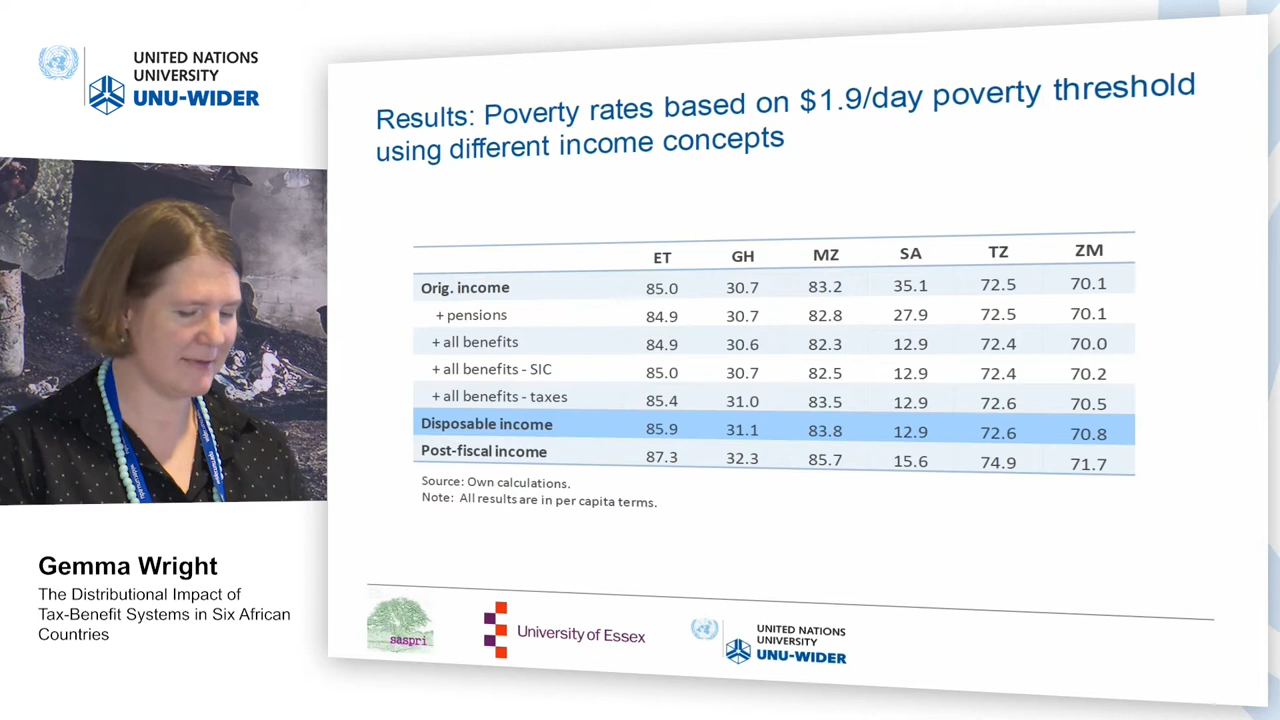 UNITED NATIONS
UNIVERSITY
UNU-WIDER
Results: Poverty rates based on $1.9/day poverty threshold
using different income concepts
ET GH MZ SA TZ ZM
Orig. income 85.0 30.7 83.2 35.1 72.5 70.1
+ pensions 84.9 30.7 82.8 27.9 72.5 70.1
+ all benefits 84.9 30.6 82.3 12.9 72.4 70.0
+ all benefits - SIC 85.0 30.7 82.5 12.9 72.4 70.2
+ all benefits - taxes 85.4 31.0 83.5 12.9 72.6 70.5
Disposable income 85.9 31.1 83.8 12.9 72.6 70.8
Post-fiscal income 87.3 32.3 85.7 15.6 74.9 71.7
Source: Own calculations.
Note: All results are in per capita terms.
Gemma Wright
The Distributional Impact of
Tax-Benefit Systems in Six African
Countries
saspri
University of Essex
UNITED NATIONS
UNIVERSITY
UNU-WIDER